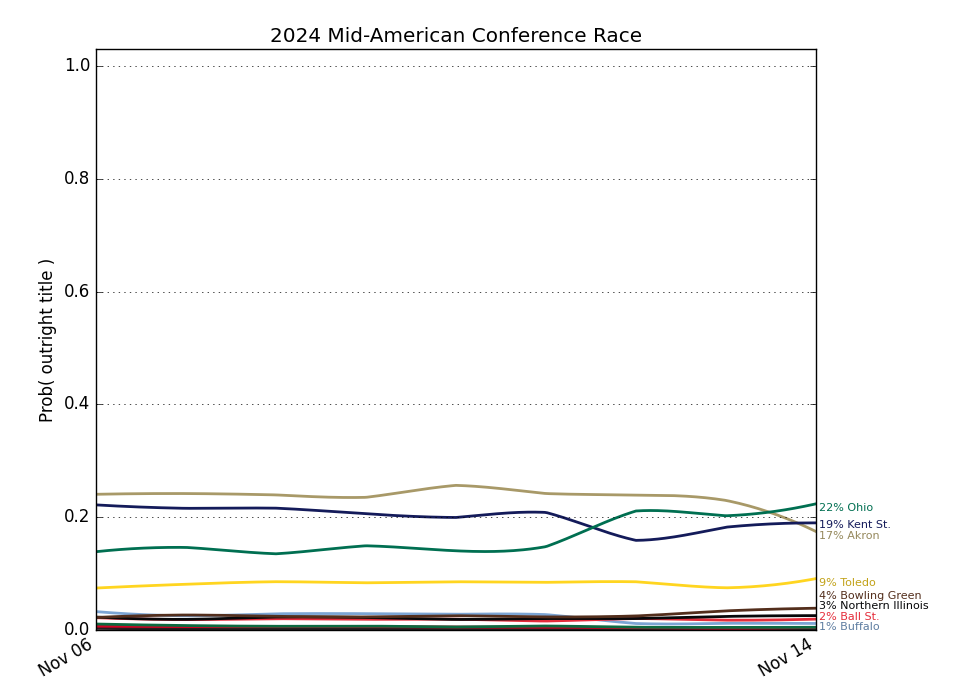 2024 Mid-American Conference Race
Prob( outright title )
1.0
0.8
0.6
0.4
0.2
0.0
22% Ohio
19% Kent St.
17% Akron
9% Toledo
4% Bowling Green
3% Northern Illinois
2% Ball St.
1% Buffalo
Nov 06
Nov 14